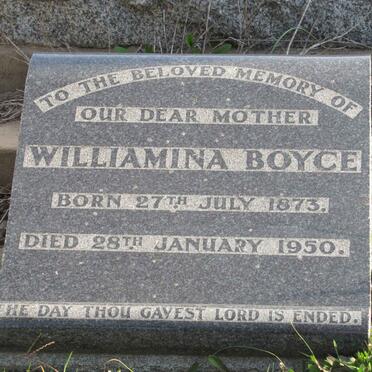 TO THE BELOVED MEMORY OF
OUR DEAR MOTHER
WILLIAMINA BOYCE
BORN 27TH JULY 1873.
DIED 28TH JANUARY 1950.
THE DAY THOU GAVEST LORD IS ENDED.